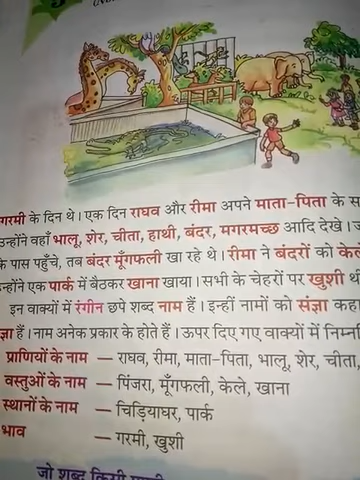 गरमी के दिन थे। एक दिन राघव और रीमा अपने माता-पिता के
उन्होंने वहाँ भालू, शेर, चीता, हाथी, बंदर, मगरमच्छ आदि देखे।
के पास पहुँचे, तब बंदर मूँगफली खा रहे थे। रीमा ने बंदरों को
न्होंने एक पार्क में बैठकर खाना खाया। सभी के चेहरों पर खुशी
इन वाक्यों में रंगीन छपे शब्द नाम हैं। इन्हीं नामों को संज्ञा
हैं। नाम अनेक प्रकार के होते हैं। ऊपर दिए गए वाक्यों में
प्राणियों के नाम — राघव, रीमा, माता-पिता, भालू, शेर, चीता,
वस्तुओं के नाम — पिंजरा, मूँगफली, केले, खाना
स्थानों के नाम — चिड़ियाघर, पार्क
भाव — गरमी, खुशी
जो शब्द